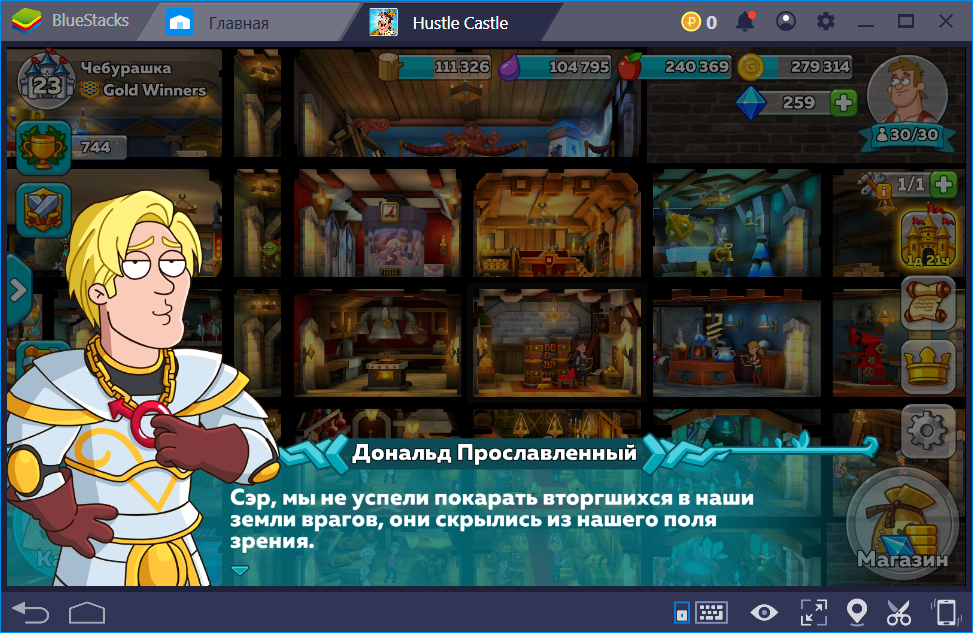 BlueStacks
Главная
Hustle Castle
0
23
Чебурашка
Gold Winners
111 326
104 795
240 369
279 314
259
30/30
744
1/1
1д 21ч
Дональд Прославленный
Сэр, мы не успели покарать вторгшихся в наши
земли врагов, они скрылись из нашего поля
зрения.
Магазин